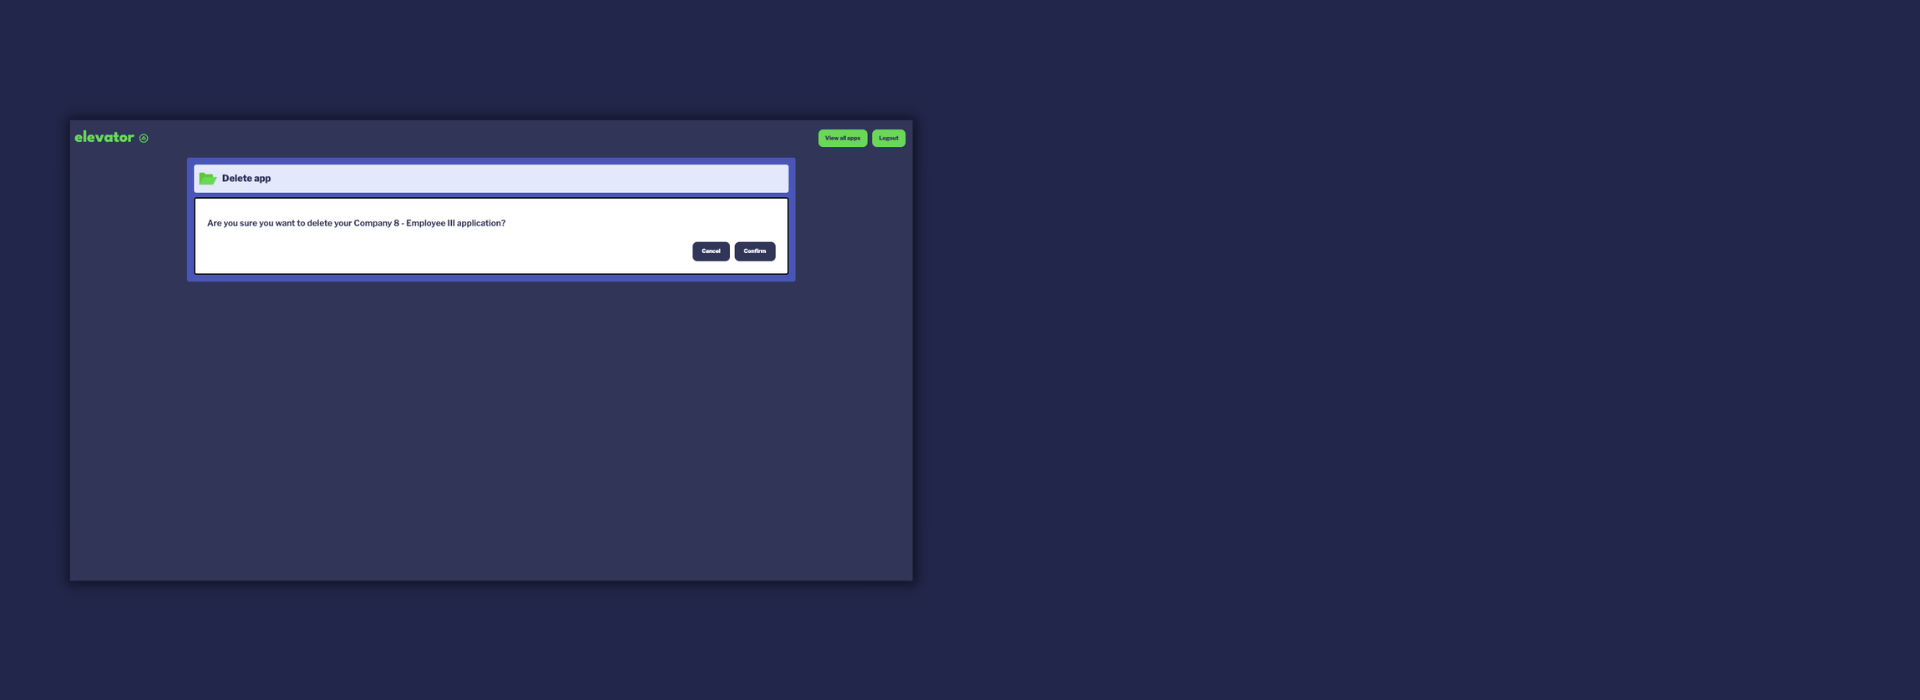 elevator
View all apps
Logout
Delete app
Are you sure you want to delete your Company 8 - Employee III application?
Cancel
Confirm